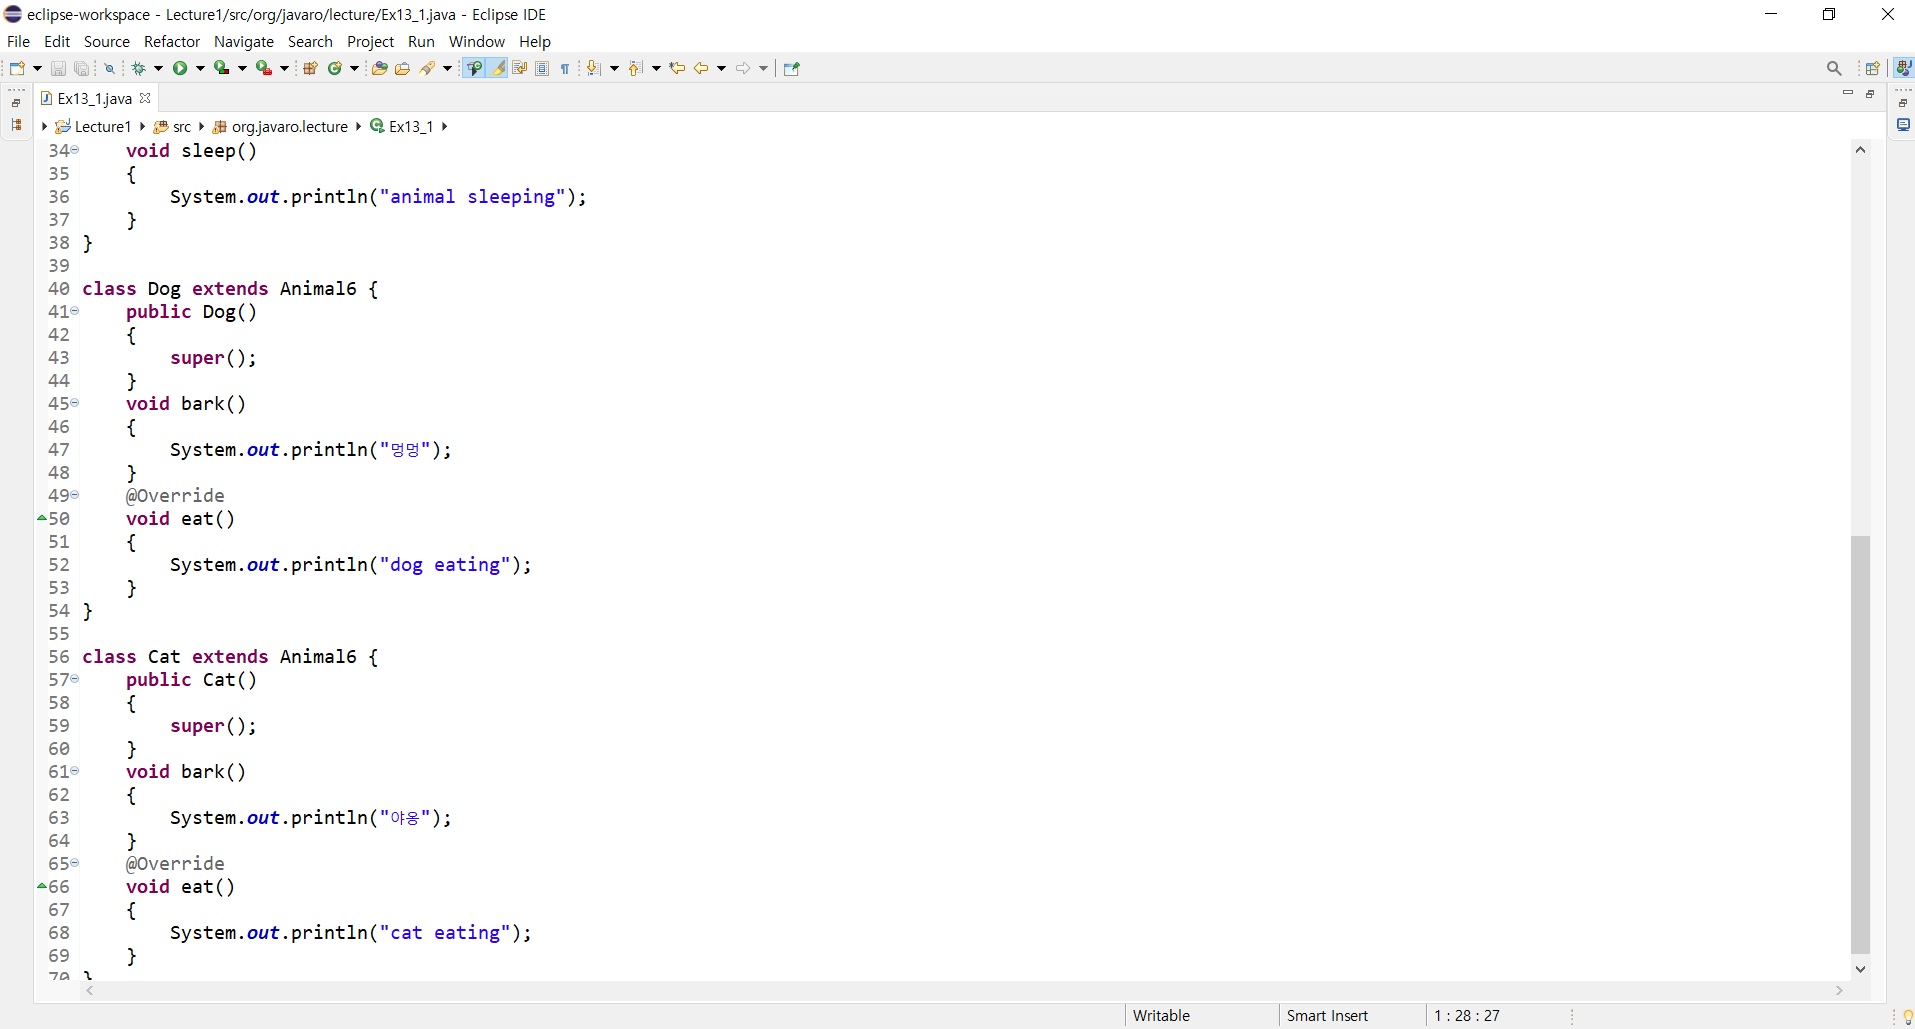 eclipse-workspace - Lecture1/src/org/javaro/lecture/Ex13_1.java - Eclipse IDE
File Edit Source Refactor Navigate Search Project Run Window Help
Ex13_1.java
Lecture1 src org.javaro.lecture Ex13_1
34 void sleep()
35 {
36 System.out.println("animal sleeping");
37 }
38 }
39
40 class Dog extends Animal6 {
41 public Dog()
42 {
43 super();
44 }
45 void bark()
46 {
47 System.out.println("멍멍");
48 }
49 @Override
50 void eat()
51 {
52 System.out.println("dog eating");
53 }
54 }
55
56 class Cat extends Animal6 {
57 public Cat()
58 {
59 super();
60 }
61 void bark()
62 {
63 System.out.println("야옹");
64 }
65 @Override
66 void eat()
67 {
68 System.out.println("cat eating");
69 }
70 }
Writable Smart Insert 1 : 28 : 27